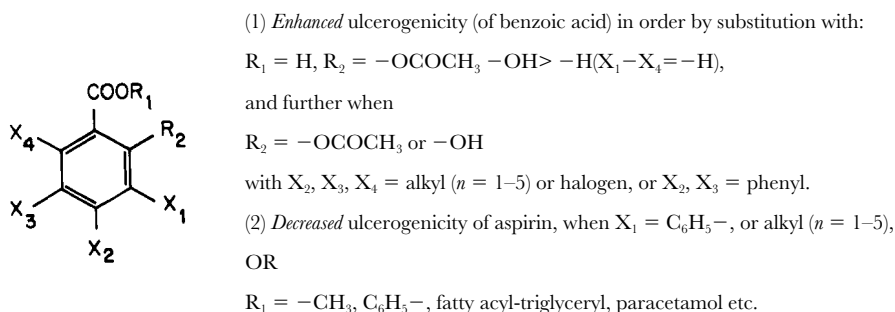 (1) Enhanced ulcerogenicity (of benzoic acid) in order by substitution with:
R₁ = H, R₂ = −OCOCH₃ −OH> −H(X₁−X₄=−H),
and further when
R₂ = −OCOCH₃ or −OH
with X₂, X₃, X₄ = alkyl (n = 1–5) or halogen, or X₂, X₃ = phenyl.
(2) Decreased ulcerogenicity of aspirin, when X₁ = C₆H₅−, or alkyl (n = 1–5),
OR
R₁ = −CH₃, C₆H₅−, fatty acyl-triglyceryl, paracetamol etc.
COOR₁
X₄
R₂
X₃
X₁
X₂